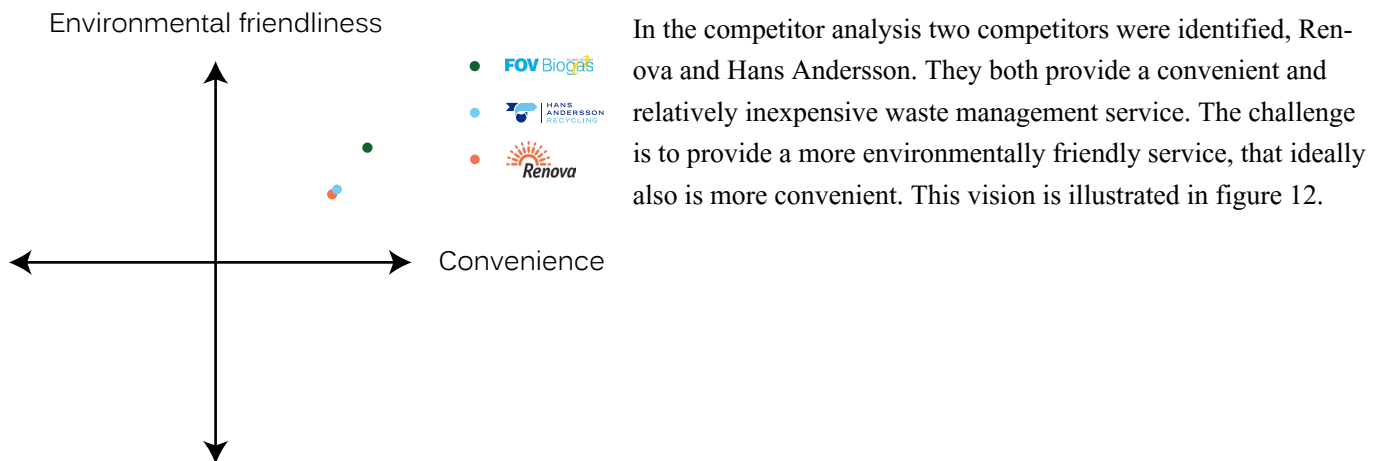 Environmental friendliness
FOV Biogas
HANS
ANDERSSON
RECYCLING
Renova
Convenience
In the competitor analysis two competitors were identified, Ren-
ova and Hans Andersson. They both provide a convenient and
relatively inexpensive waste management service. The challenge
is to provide a more environmentally friendly service, that ideally
also is more convenient. This vision is illustrated in figure 12.